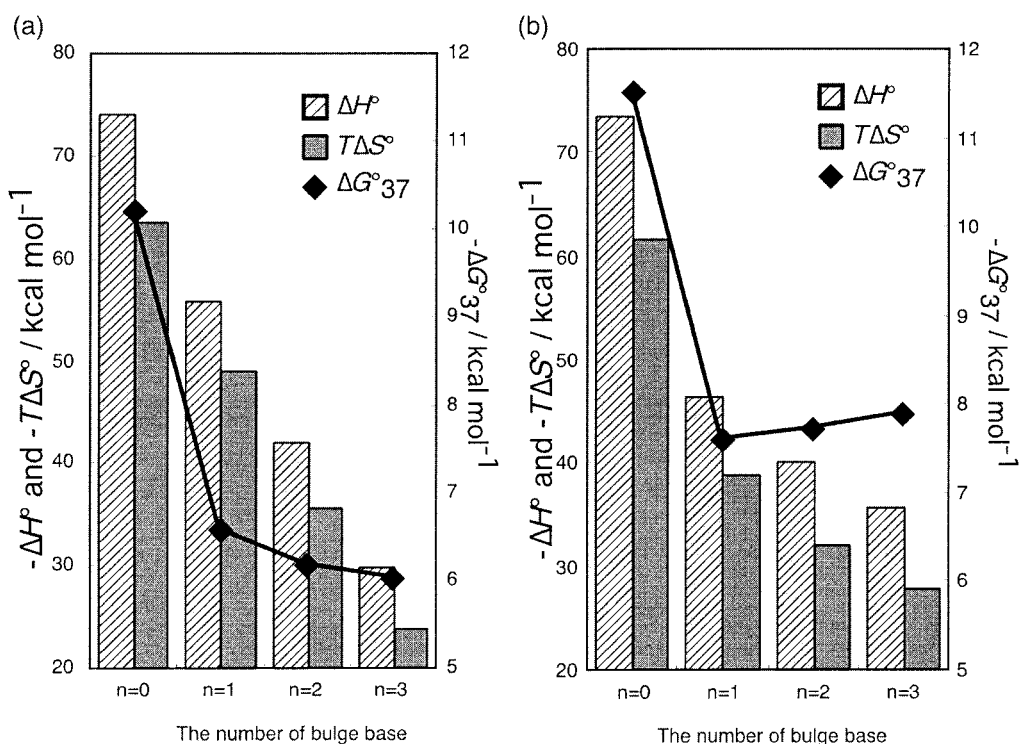 (a)
80
70
60
50
40
30
20
-ΔH° and -TΔS° / kcal mol⁻¹
ΔH°
TΔS°
ΔG°37
12
11
10
9
8
7
6
5
-ΔG°37 / kcal mol⁻¹
n=0 n=1 n=2 n=3
The number of bulge base
(b)
80
70
60
50
40
30
20
-ΔH° and -TΔS° / kcal mol⁻¹
ΔH°
TΔS°
ΔG°37
12
11
10
9
8
7
6
5
-ΔG°37 / kcal mol⁻¹
n=0 n=1 n=2 n=3
The number of bulge base